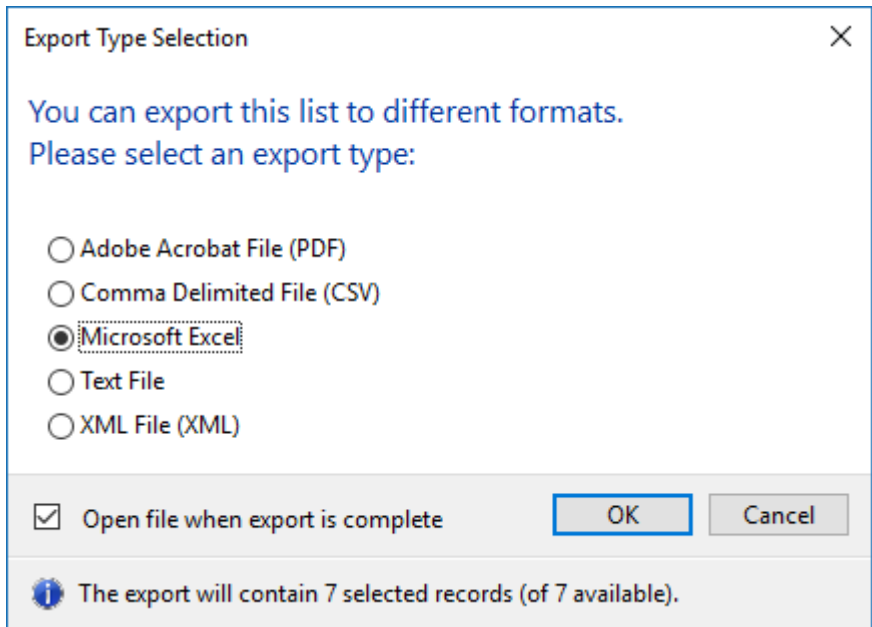 Export Type Selection
You can export this list to different formats.
Please select an export type:
Adobe Acrobat File (PDF)
Comma Delimited File (CSV)
Microsoft Excel
Text File
XML File (XML)
Open file when export is complete
OK
Cancel
The export will contain 7 selected records (of 7 available).